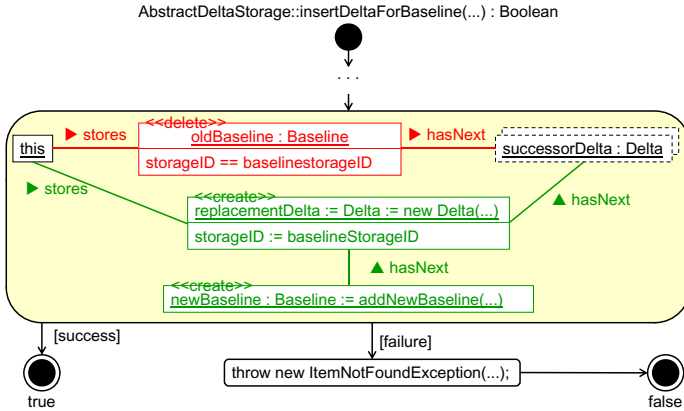 AbstractDeltaStorage::insertDeltaForBaseline(...) : Boolean
. . .
<<delete>>
▶ stores
oldBaseline : Baseline
▶ hasNext
this
successorDelta : Delta
storageID == baselinestorageID
▶ stores
<<create>>
▲ hasNext
replacementDelta := Delta := new Delta(...)
storageID := baselineStorageID
▲ hasNext
<<create>>
newBaseline : Baseline := addNewBaseline(...)
[success]
[failure]
throw new ItemNotFoundException(...);
true
false